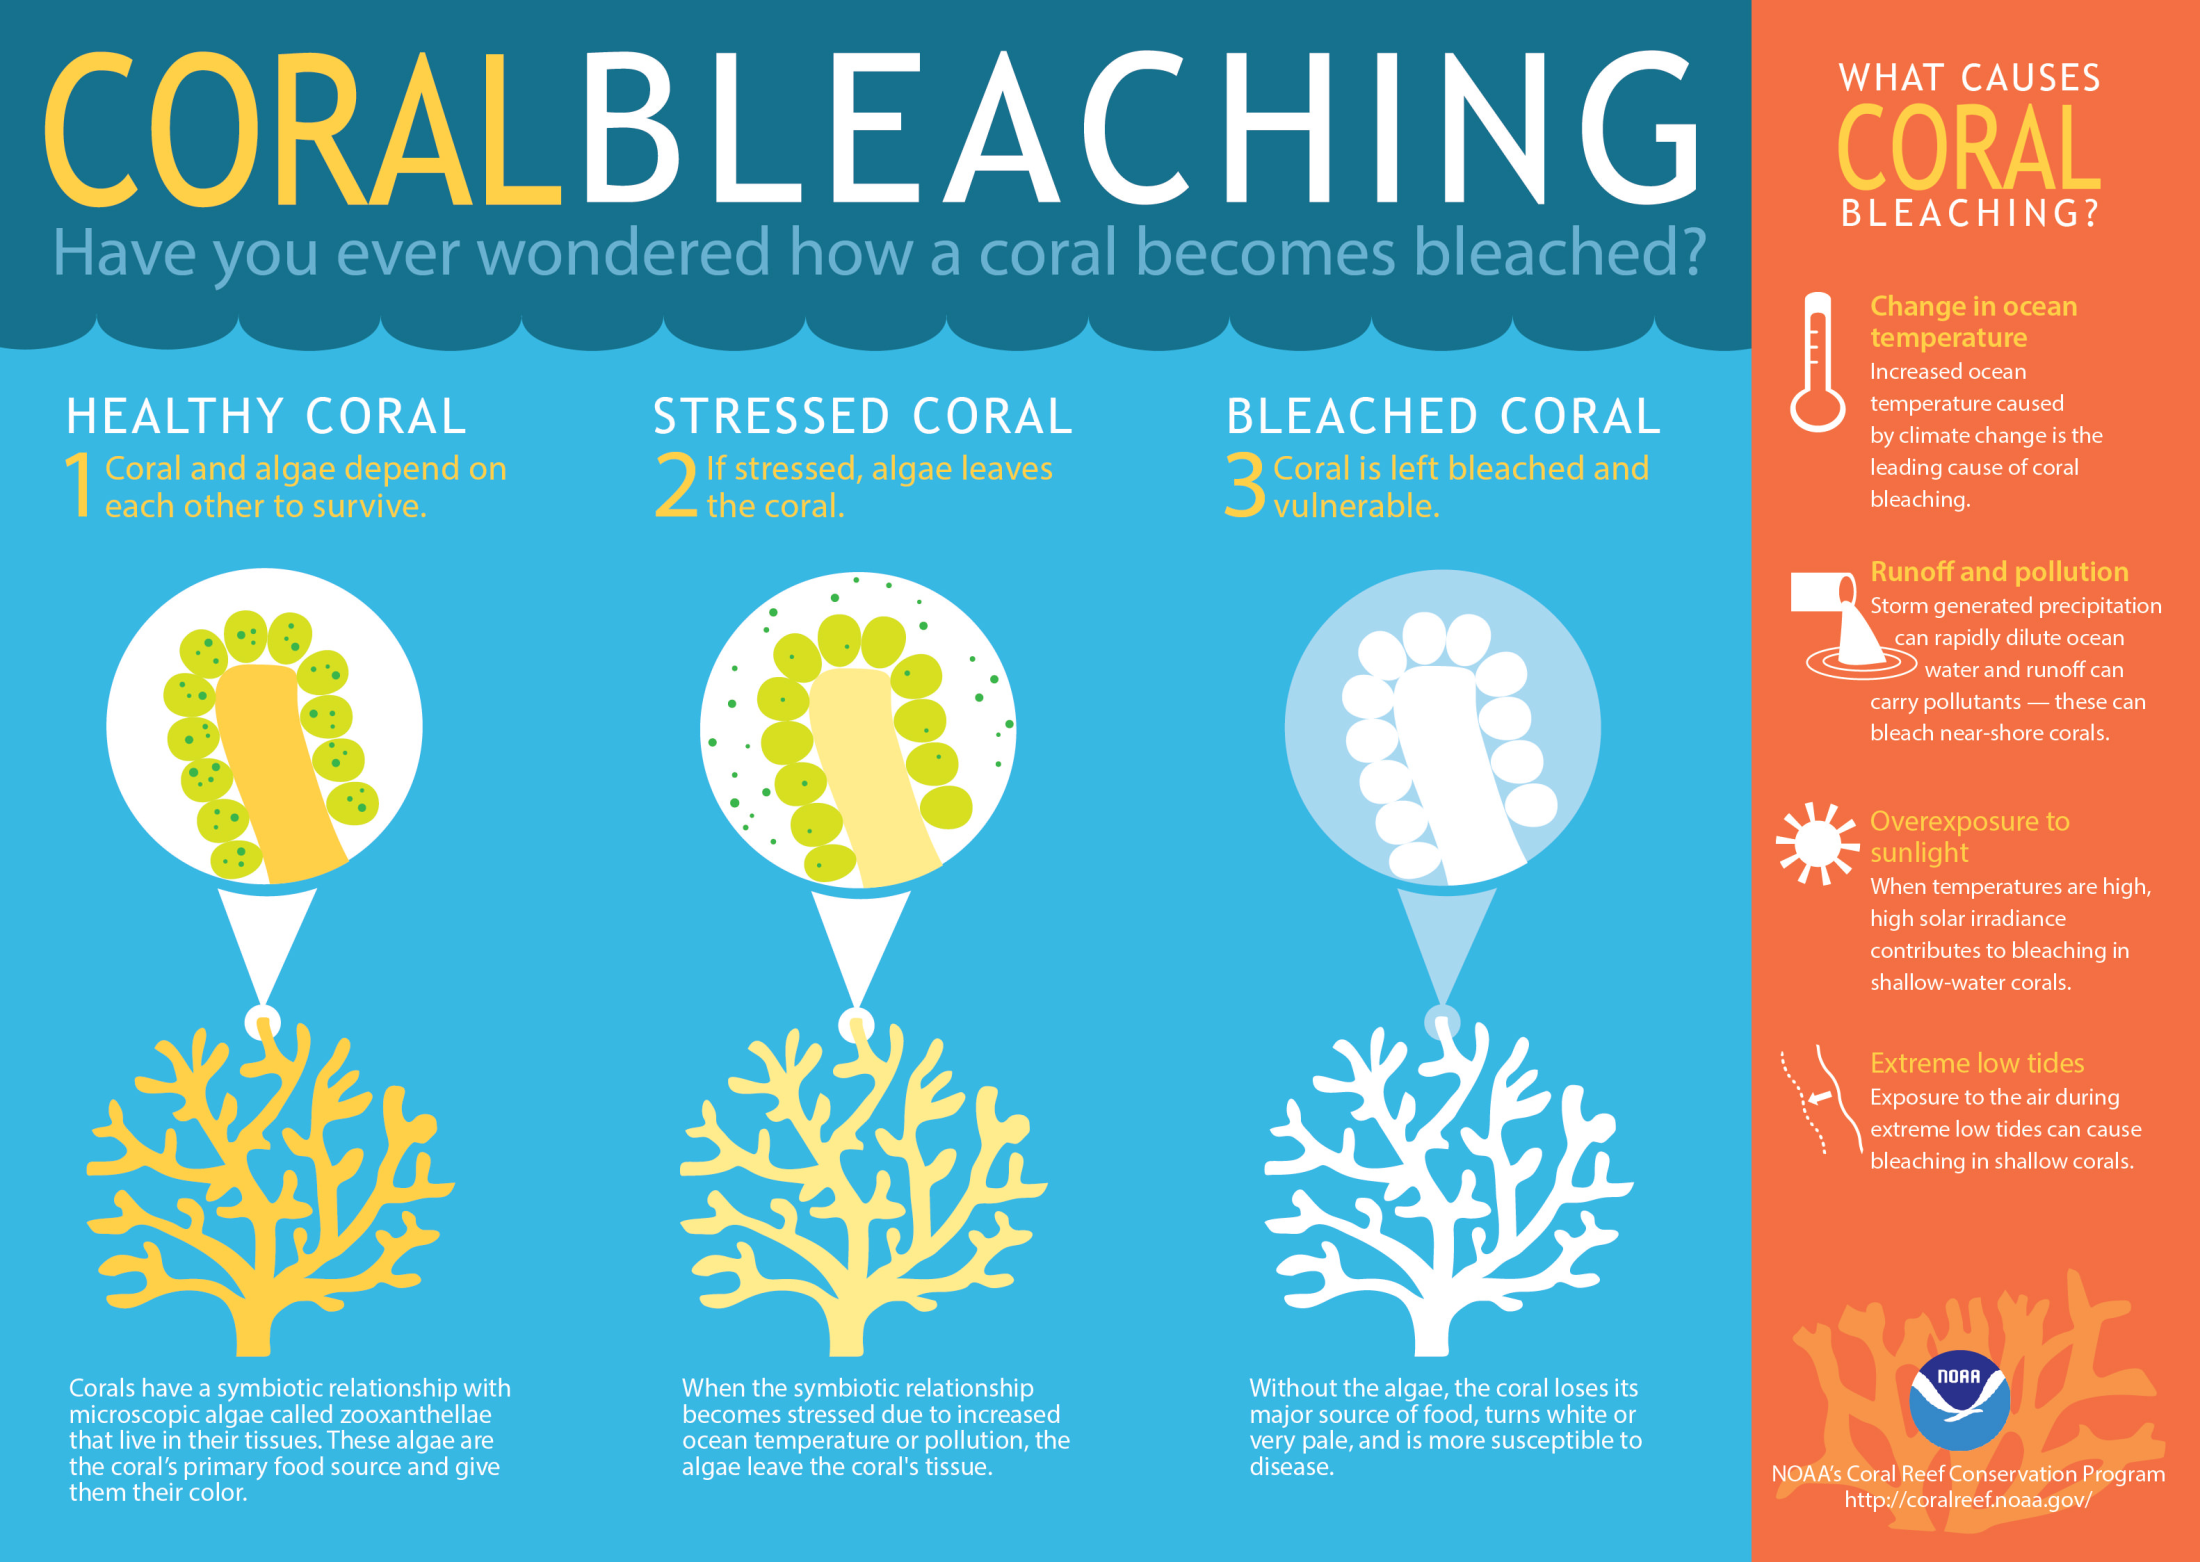 CORALBLEACHING
Have you ever wondered how a coral becomes bleached?
HEALTHY CORAL
1 Coral and algae depend on
each other to survive.
Corals have a symbiotic relationship with
microscopic algae called zooxanthellae
that live in their tissues. These algae are
the coral's primary food source and give
them their color.
STRESSED CORAL
2 If stressed, algae leaves
the coral.
When the symbiotic relationship
becomes stressed due to increased
ocean temperature or pollution, the
algae leave the coral's tissue.
BLEACHED CORAL
3 Coral is left bleached and
vulnerable.
Without the algae, the coral loses its
major source of food, turns white or
very pale, and is more susceptible to
disease.
WHAT CAUSES
CORAL
BLEACHING?
Change in ocean
temperature
Increased ocean
temperature caused
by climate change is the
leading cause of coral
bleaching.
Runoff and pollution
Storm generated precipitation
can rapidly dilute ocean
water and runoff can
carry pollutants — these can
bleach near-shore corals.
Overexposure to
sunlight
When temperatures are high,
high solar irradiance
contributes to bleaching in
shallow-water corals.
Extreme low tides
Exposure to the air during
extreme low tides can cause
bleaching in shallow corals.
NOAA
NOAA's Coral Reef Conservation Program
http://coralreef.noaa.gov/